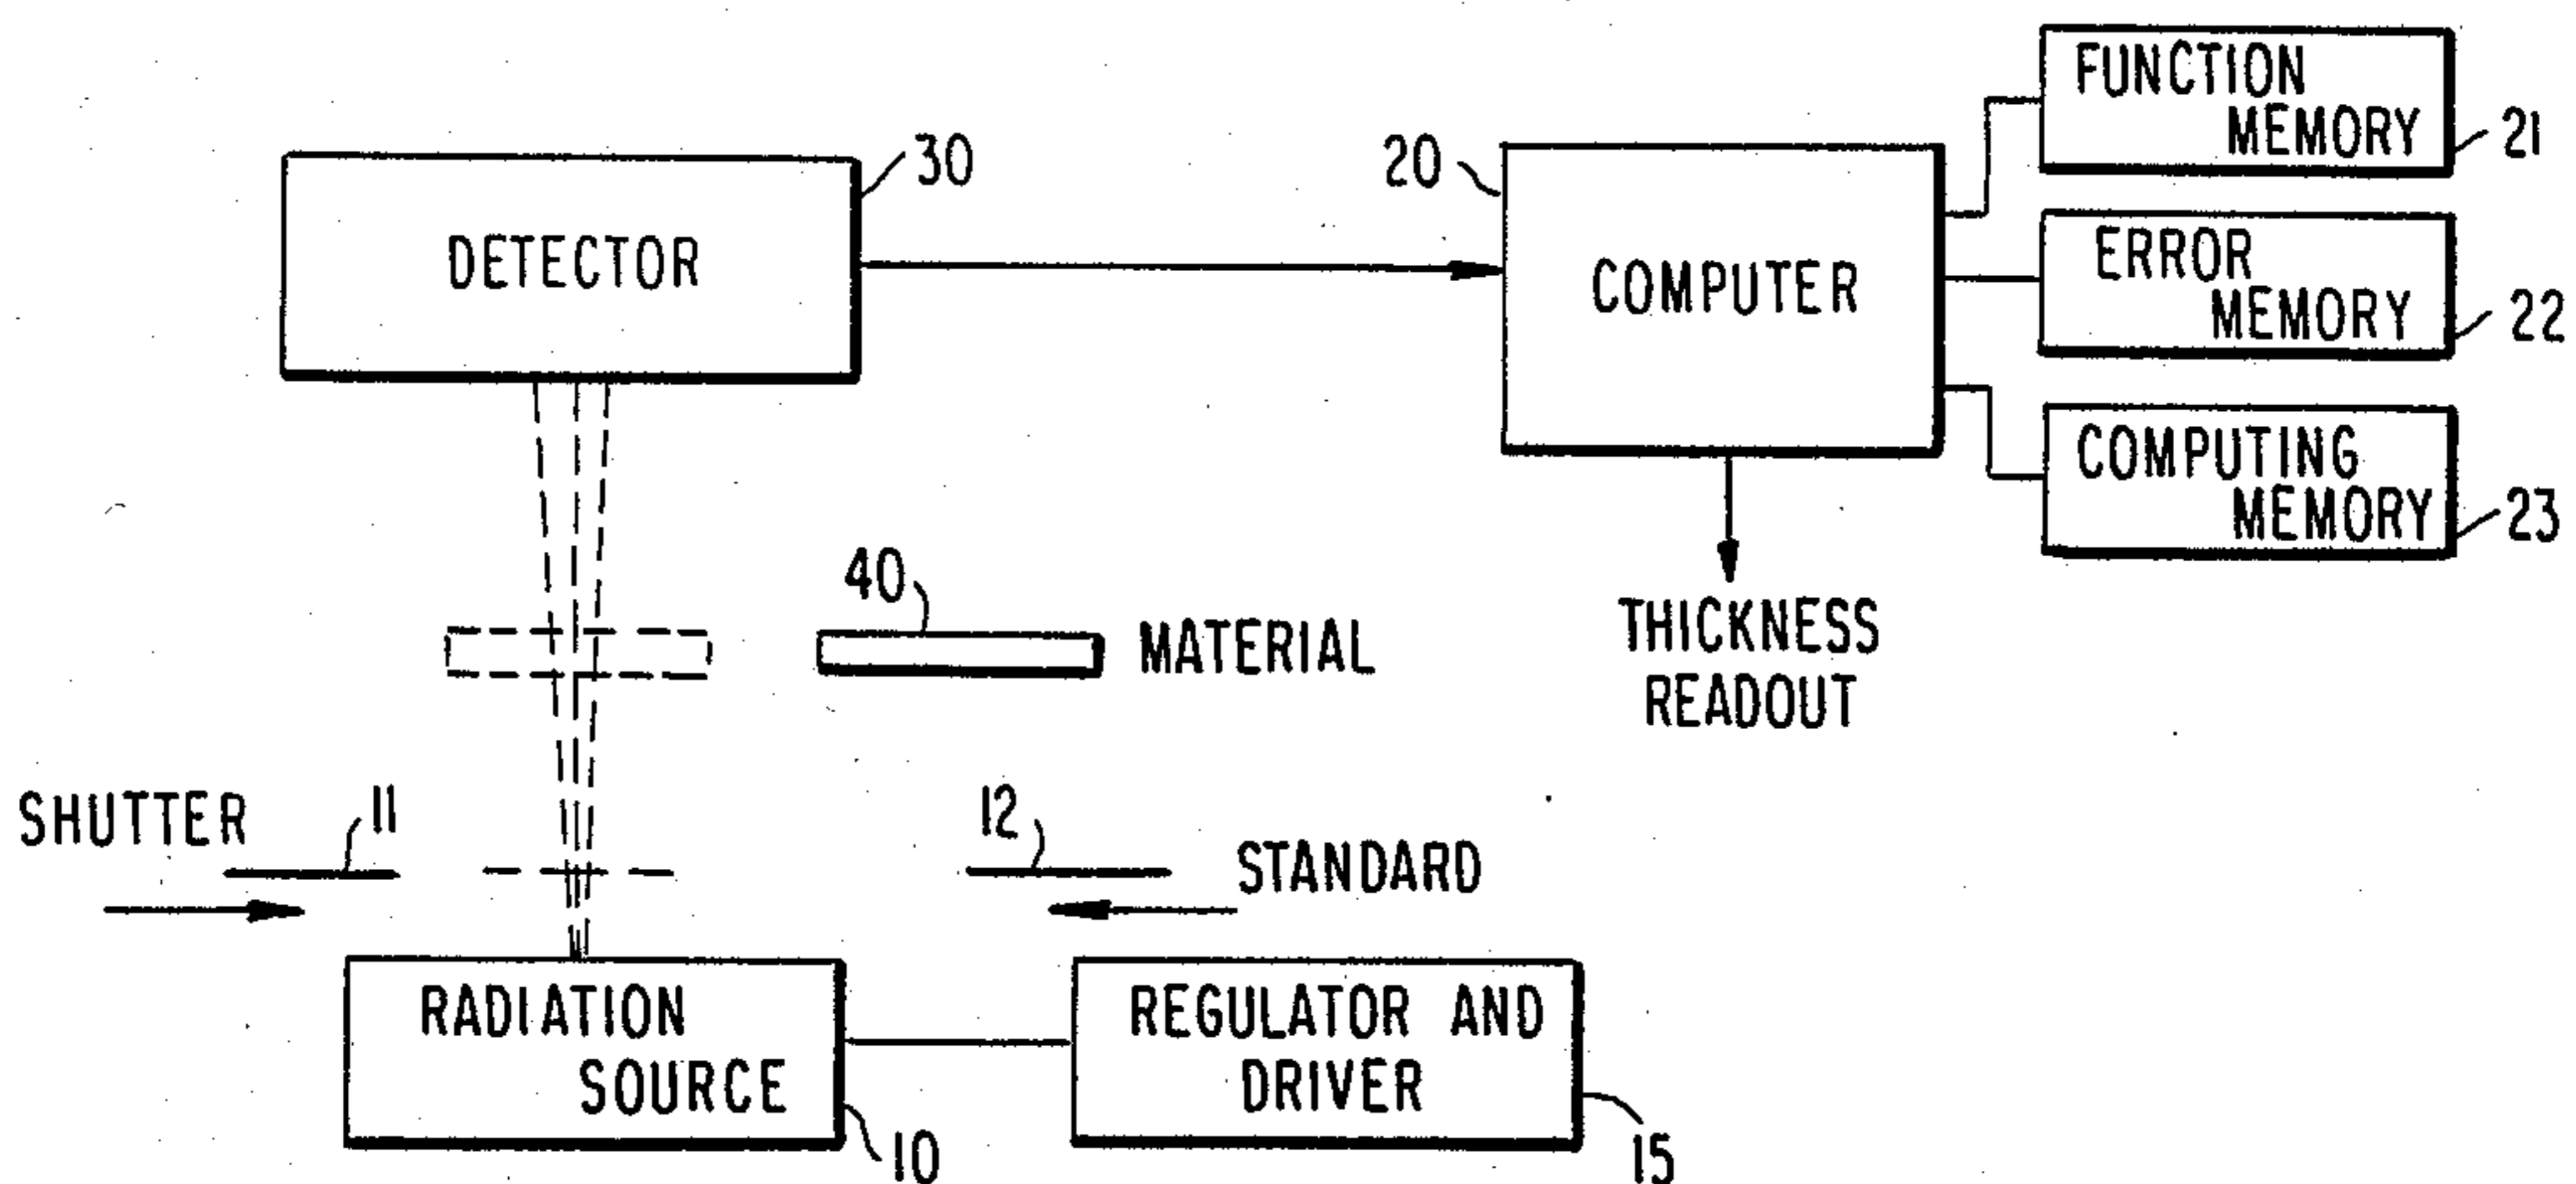 FUNCTION
MEMORY
21
30
20
DETECTOR
COMPUTER
ERROR
MEMORY
22
COMPUTING
MEMORY
23
40
MATERIAL
THICKNESS
READOUT
SHUTTER
11
12
STANDARD
RADIATION
SOURCE
10
REGULATOR AND
DRIVER
15